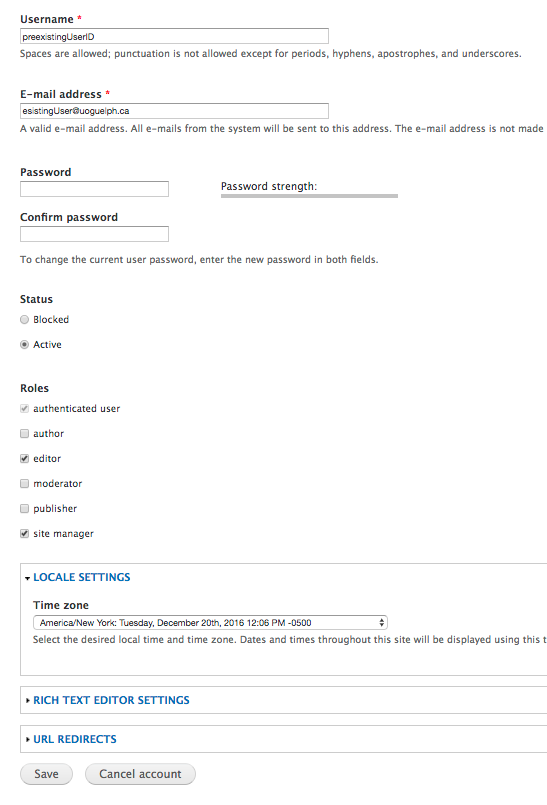 Username *
preexistingUserID
Spaces are allowed; punctuation is not allowed except for periods, hyphens, apostrophes, and underscores.
E-mail address *
esistingUser@uoguelph.ca
A valid e-mail address. All e-mails from the system will be sent to this address. The e-mail address is not made
Password
Password strength:
Confirm password
To change the current user password, enter the new password in both fields.
Status
Blocked
Active
Roles
authenticated user
author
editor
moderator
publisher
site manager
LOCALE SETTINGS
Time zone
America/New York: Tuesday, December 20th, 2016 12:06 PM -0500
Select the desired local time and time zone. Dates and times throughout this site will be displayed using this t
RICH TEXT EDITOR SETTINGS
URL REDIRECTS
Save Cancel account